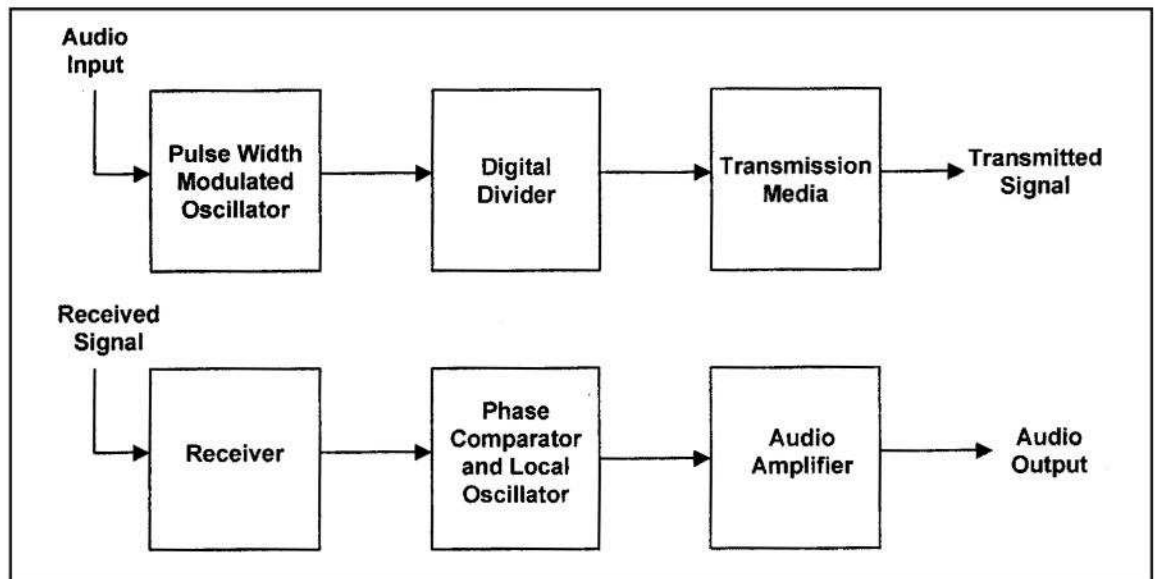 Audio
Input
Pulse Width
Modulated
Oscillator
Digital
Divider
Transmission
Media
Transmitted
Signal
Received
Signal
Receiver
Phase
Comparator
and Local
Oscillator
Audio
Amplifier
Audio
Output